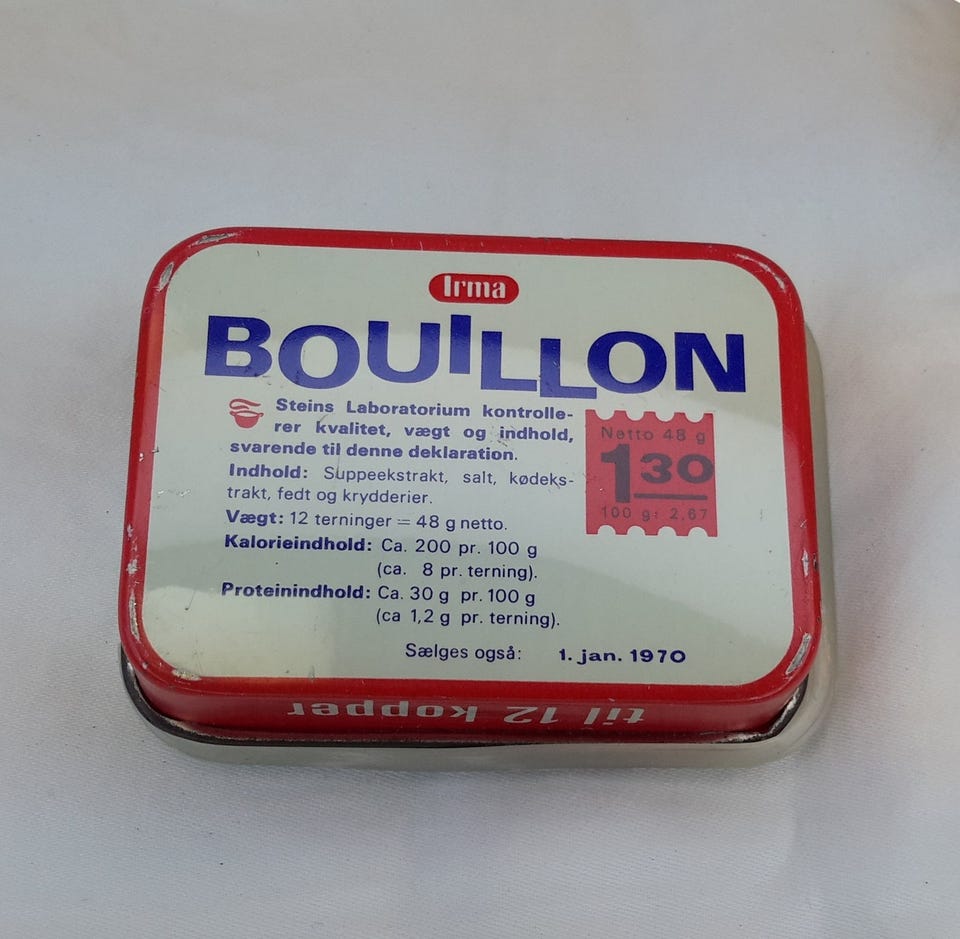 Irma
BOUILLON
Steins Laboratorium kontrolle-
rer kvalitet, vægt og indhold,
svarende til denne deklaration.
Indhold: Suppeekstrakt, salt, kødeks-
trakt, fedt og krydderier.
Vægt: 12 terninger = 48 g netto.
Kalorieindhold: Ca. 200 pr. 100 g
(ca. 8 pr. terning).
Proteinindhold: Ca. 30 g pr. 100 g
(ca 1,2 g pr. terning).
Sælges også: 1. jan. 1970
Netto 48 g
130
100 g: 2,67
til 12 kopper